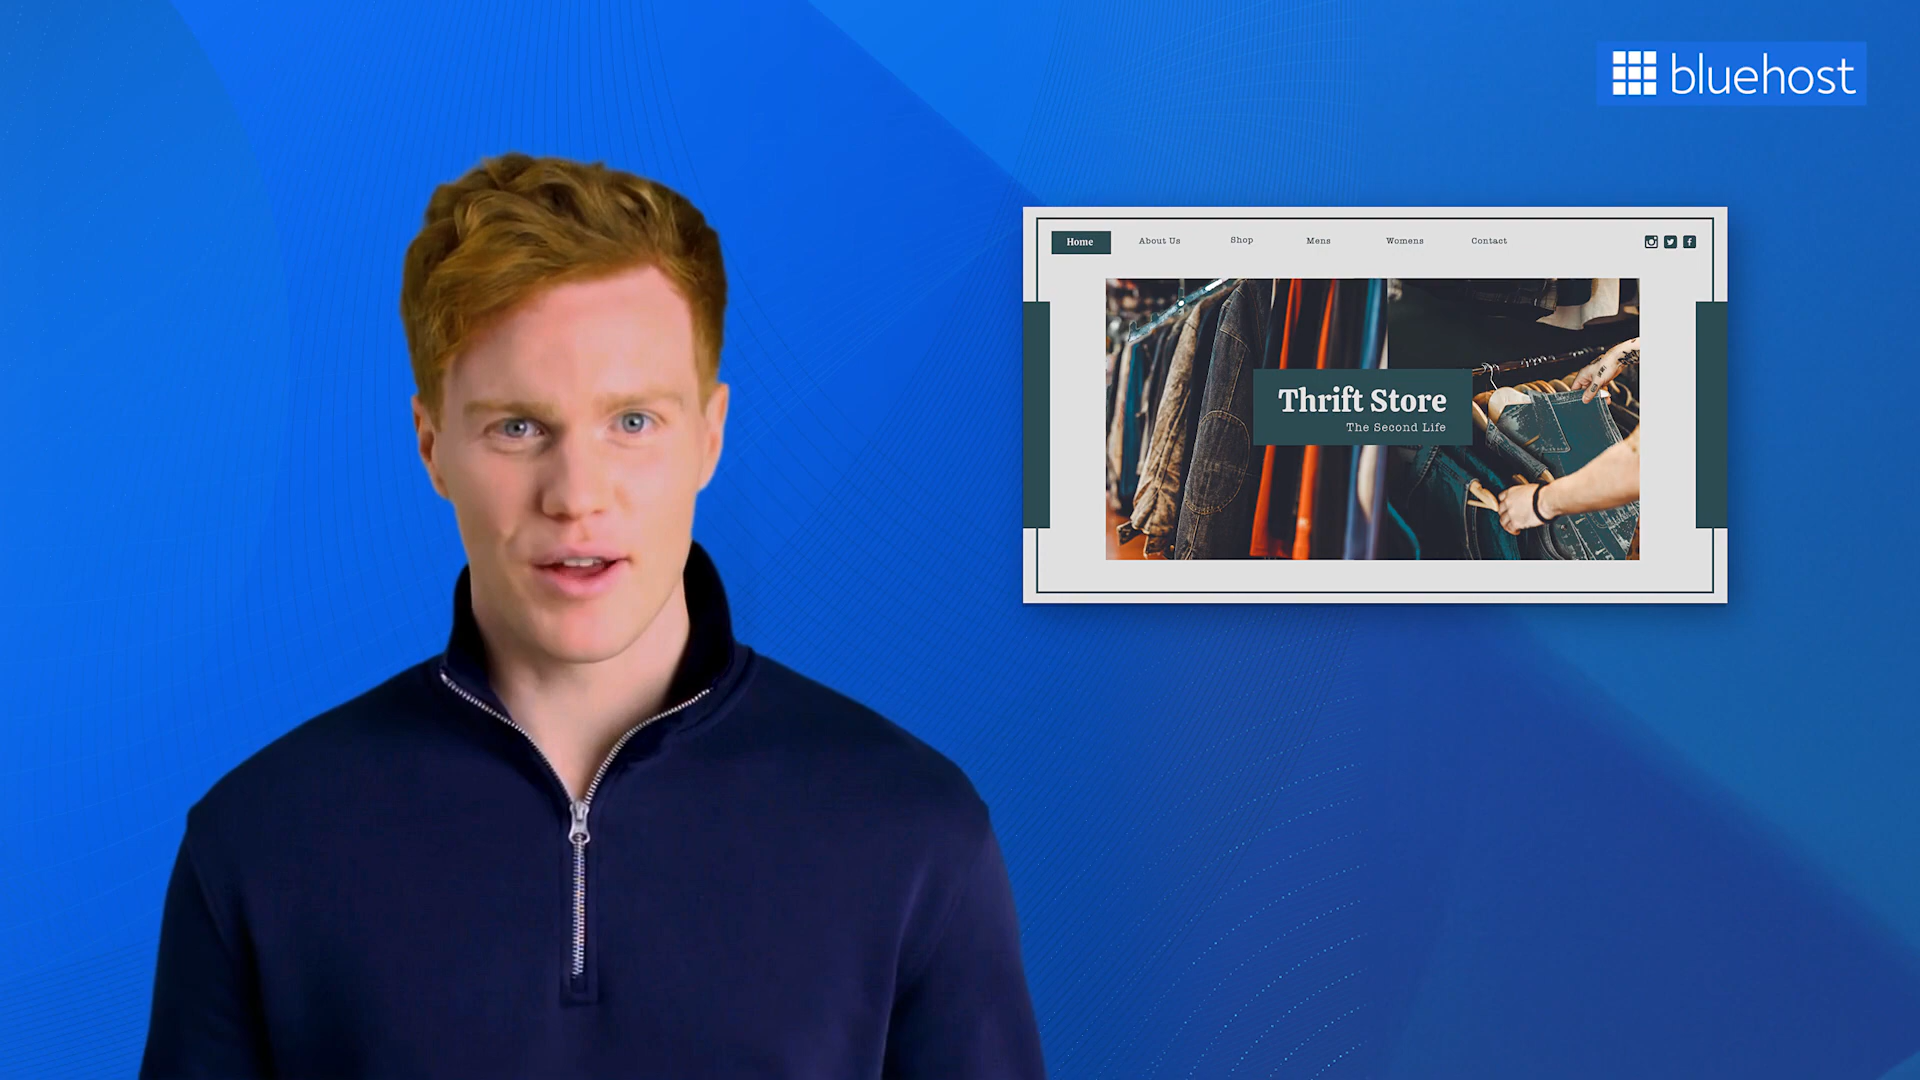 bluehost
Home About Us Shop Mens Womens Contact
Thrift Store
The Second Life